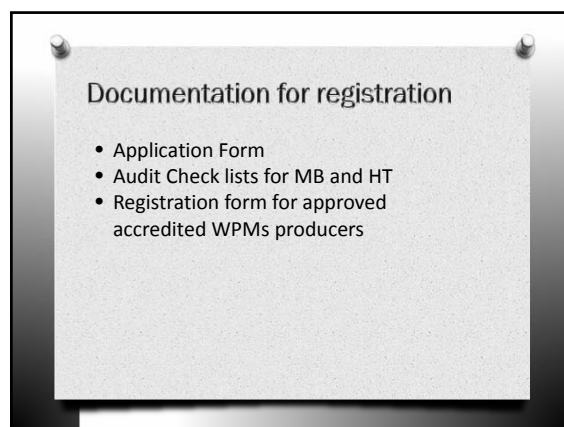 Documentation for registration
• Application Form
• Audit Check lists for MB and HT
• Registration form for approved
accredited WPMs producers